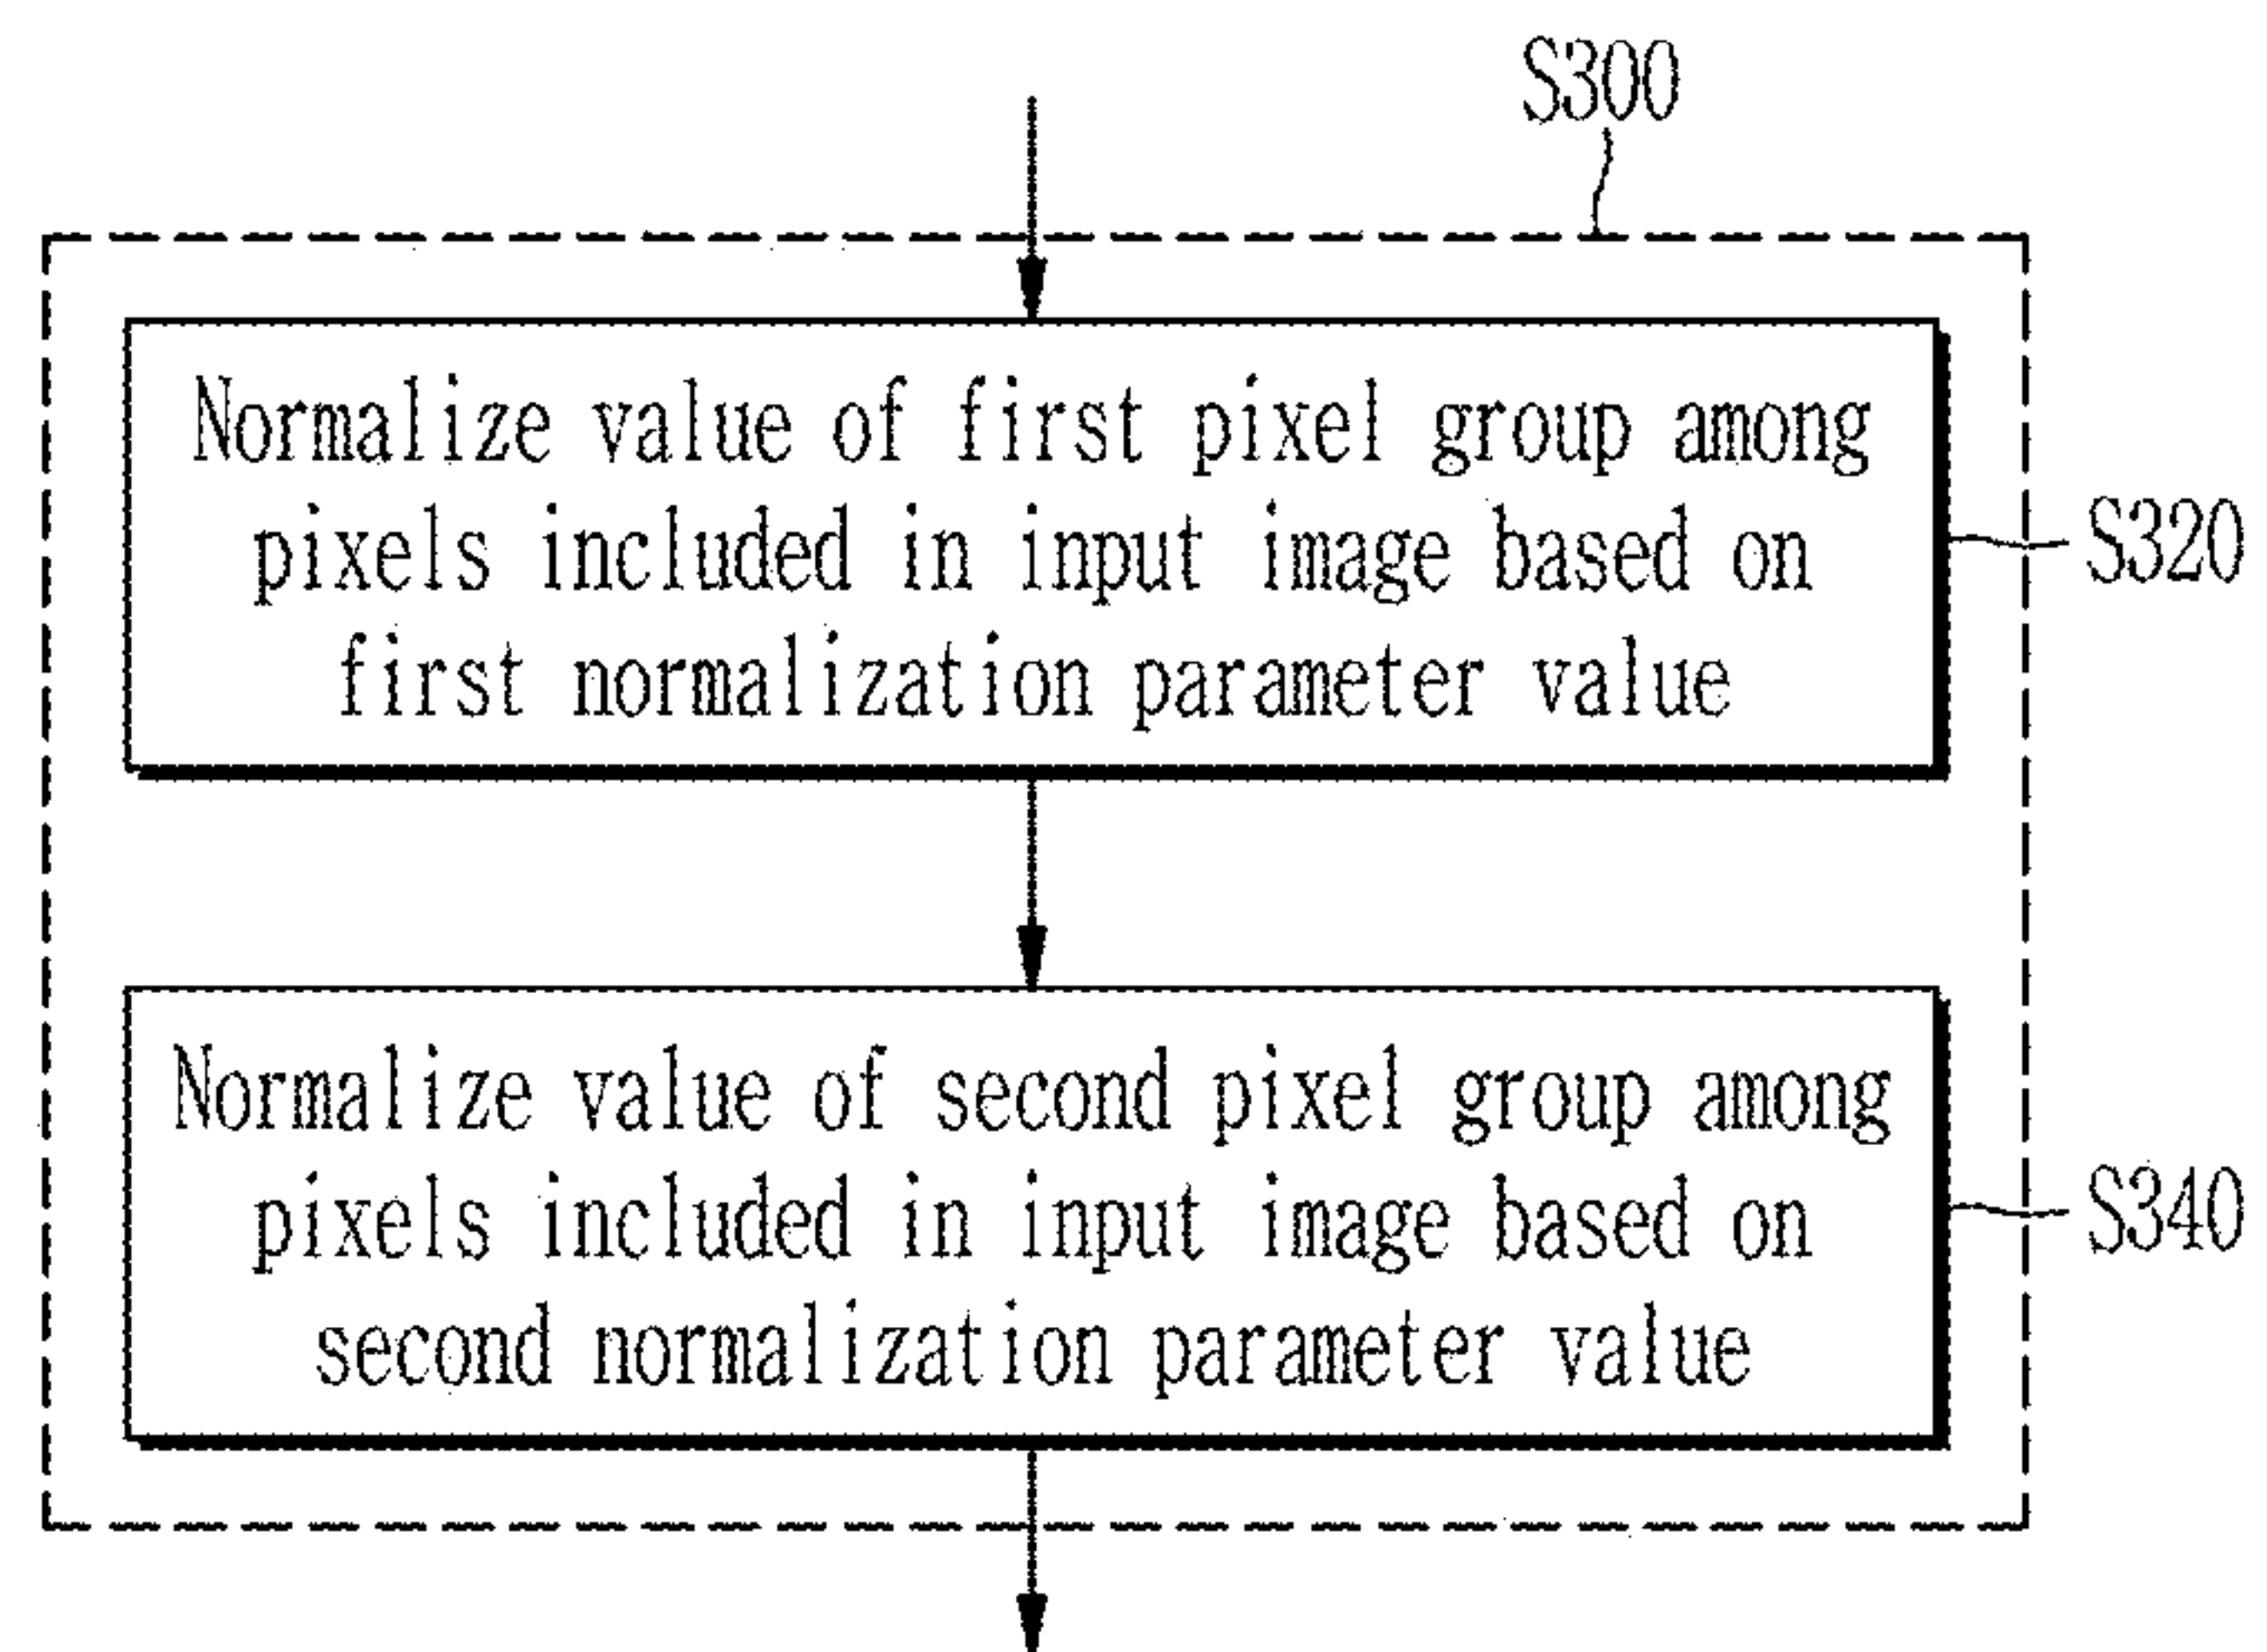 S300
Normalize value of first pixel group among
pixels included in input image based on
first normalization parameter value
S320
Normalize value of second pixel group among
pixels included in input image based on
second normalization parameter value
S340